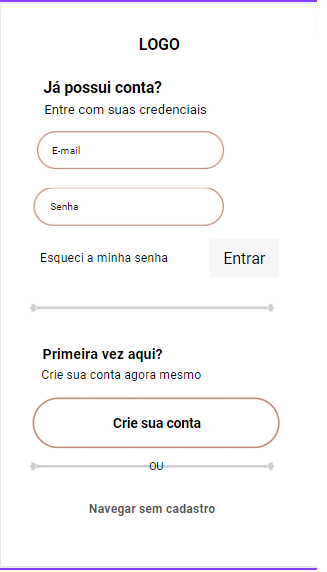 LOGO
Já possui conta?
Entre com suas credenciais
E-mail
Senha
Esqueci a minha senha
Entrar
Primeira vez aqui?
Crie sua conta agora mesmo
Crie sua conta
OU
Navegar sem cadastro